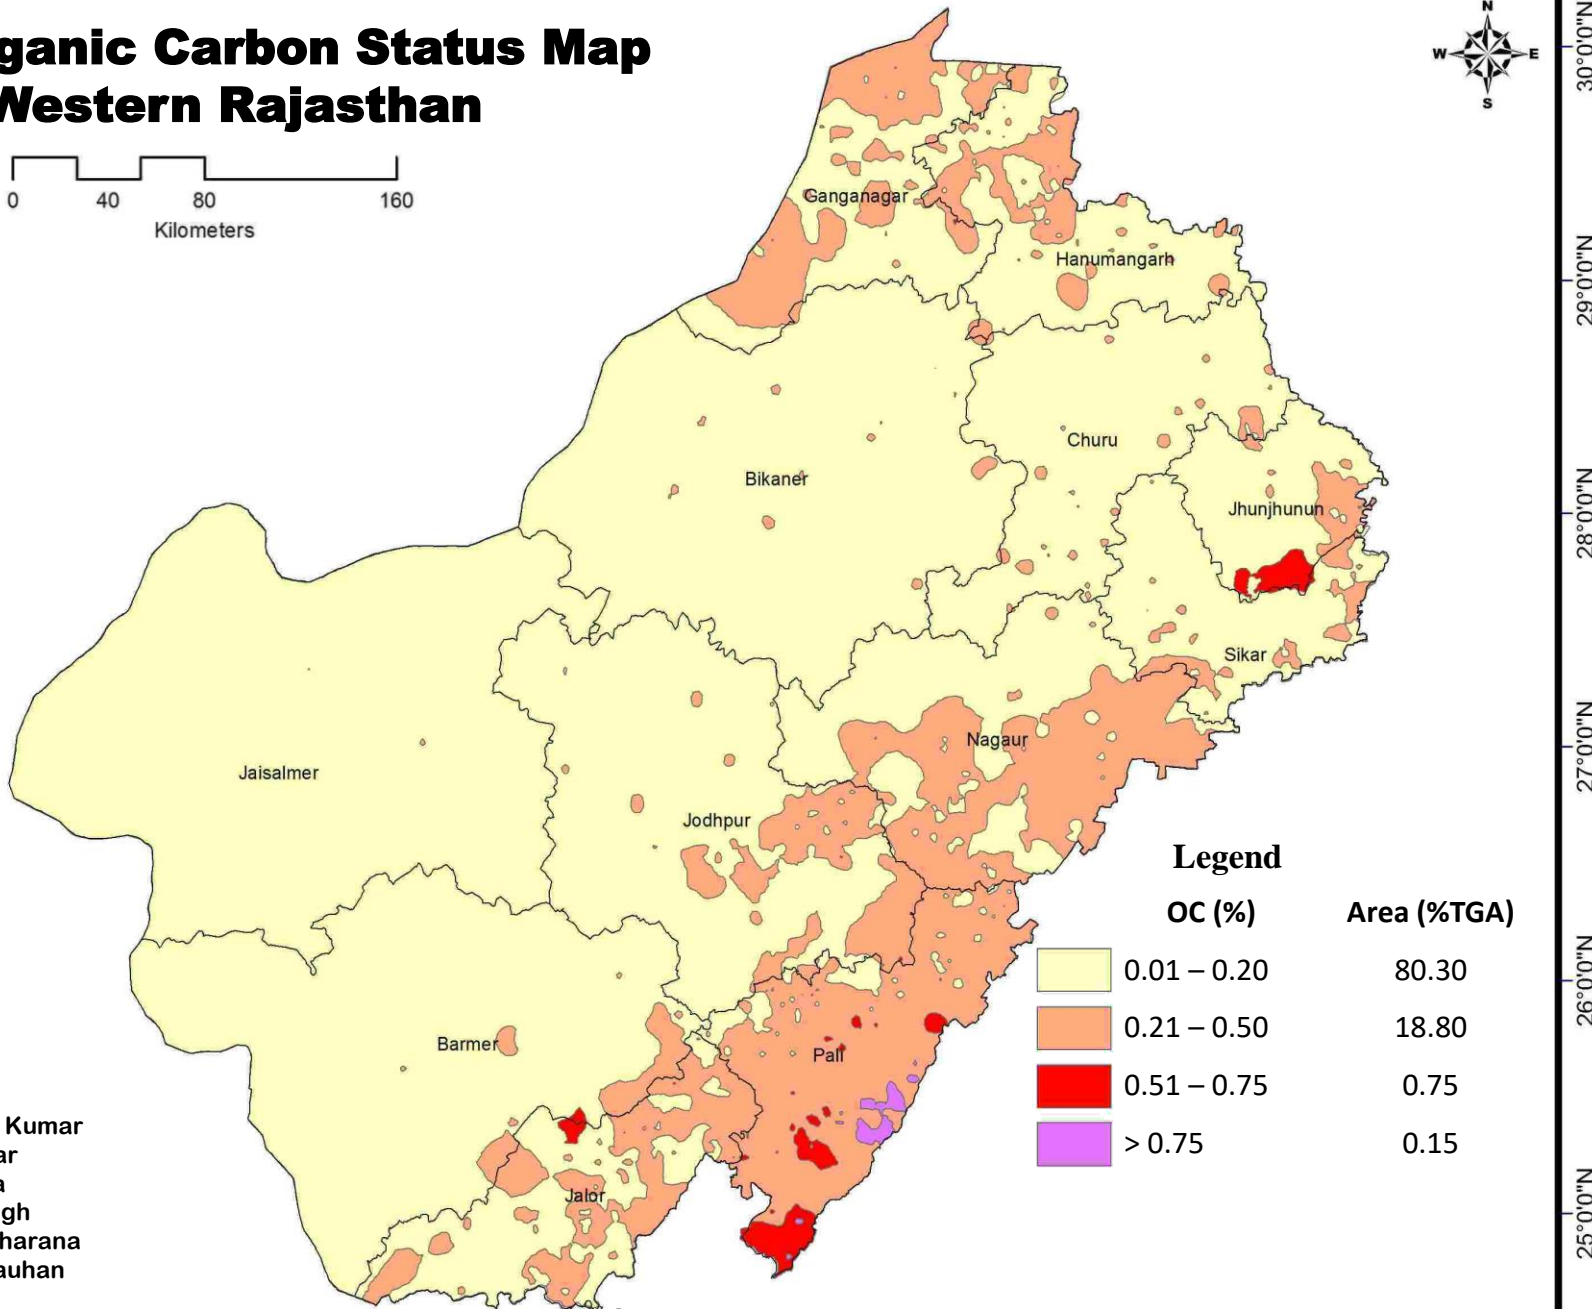 ganic Carbon Status Map
Western Rajasthan
0 40 80 160
Kilometers
N
W E
S
30°0'0"N
29°0'0"N
28°0'0"N
27°0'0"N
26°0'0"N
25°0'0"N
Ganganagar
Hanumangarh
Churu
Bikaner
Jhunjhunun
Sikar
Nagaur
Jaisalmer
Jodhpur
Barmer
Pali
Jalor
Legend
OC (%) Area (%TGA)
0.01 – 0.20 80.30
0.21 – 0.50 18.80
0.51 – 0.75 0.75
> 0.75 0.15
Kumar
ar
a
gh
harana
auhan